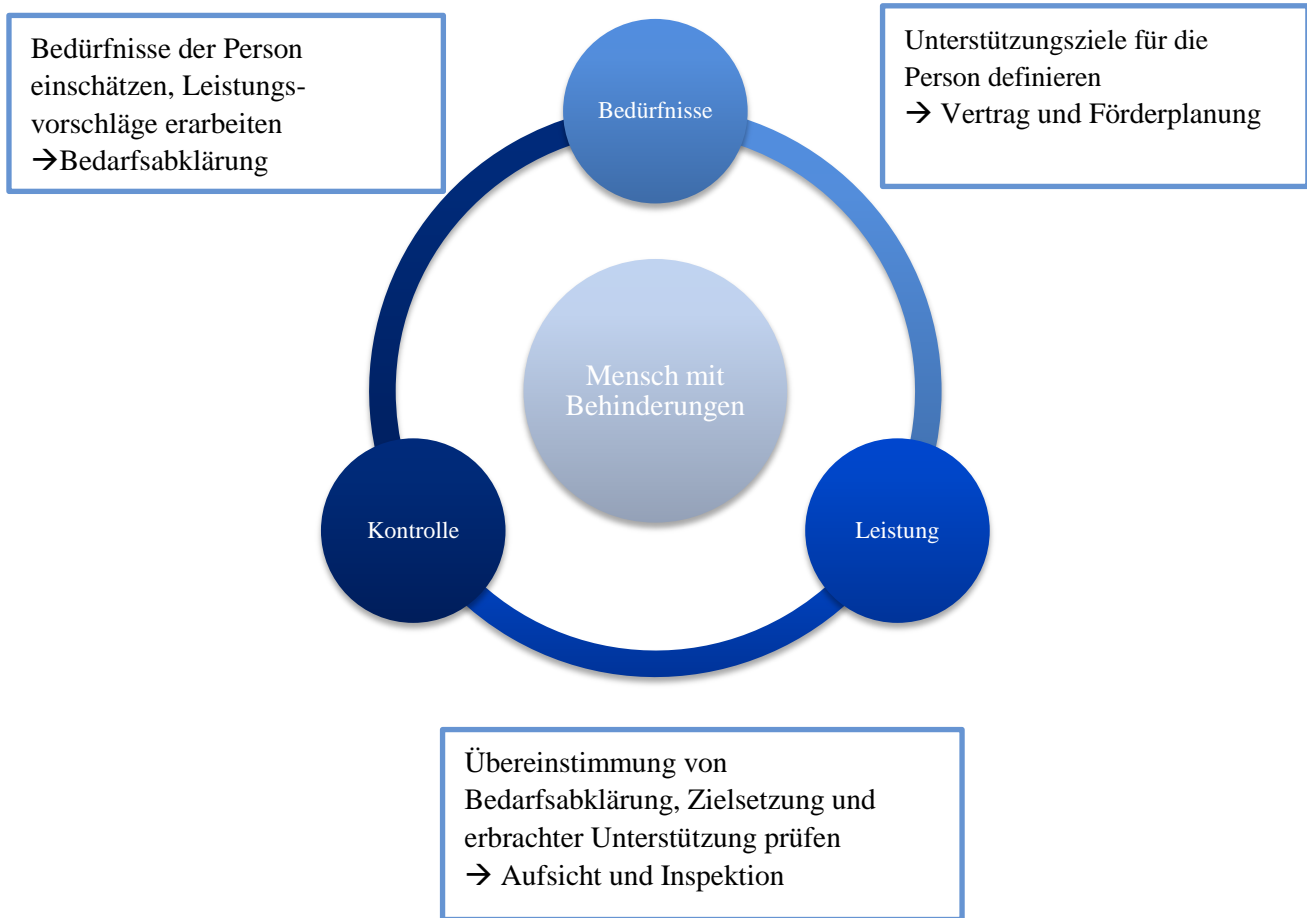 Bedürfnisse der Person
einschätzen, Leistungs-
vorschläge erarbeiten
→Bedarfsabklärung
Bedürfnisse
Unterstützungsziele für die
Person definieren
→ Vertrag und Förderplanung
Mensch mit
Behinderungen
Kontrolle
Leistung
Übereinstimmung von
Bedarfsabklärung, Zielsetzung und
erbrachter Unterstützung prüfen
→ Aufsicht und Inspektion